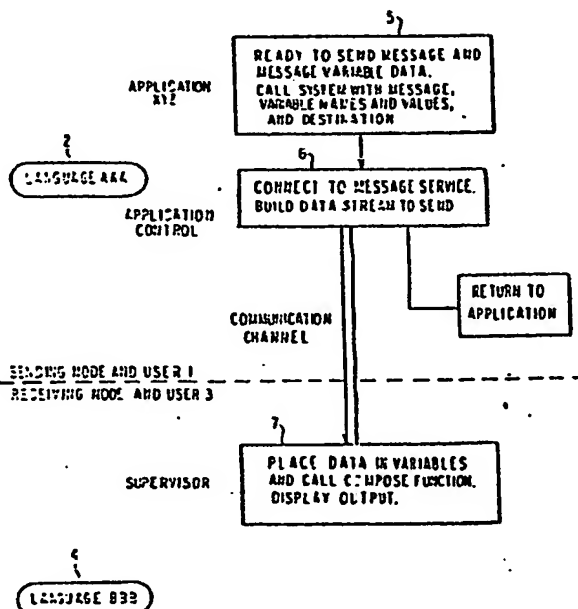 5
READY TO SEND MESSAGE AND
MESSAGE VARIABLE DATA.
CALL SYSTEM WITH MESSAGE,
VARIABLE NAMES AND VALUES,
AND DESTINATION
APPLICATION
XYZ
2
LANGUAGE AAA
6
CONNECT TO MESSAGE SERVICE.
BUILD DATA STREAM TO SEND
APPLICATION
CONTROL
RETURN TO
APPLICATION
COMMUNICATION
CHANNEL
SENDING NODE AND USER 1
RECEIVING NODE AND USER 3
7
PLACE DATA IN VARIABLES
AND CALL COMPOSE FUNCTION.
DISPLAY OUTPUT.
SUPERVISOR
4
LANGUAGE BBB